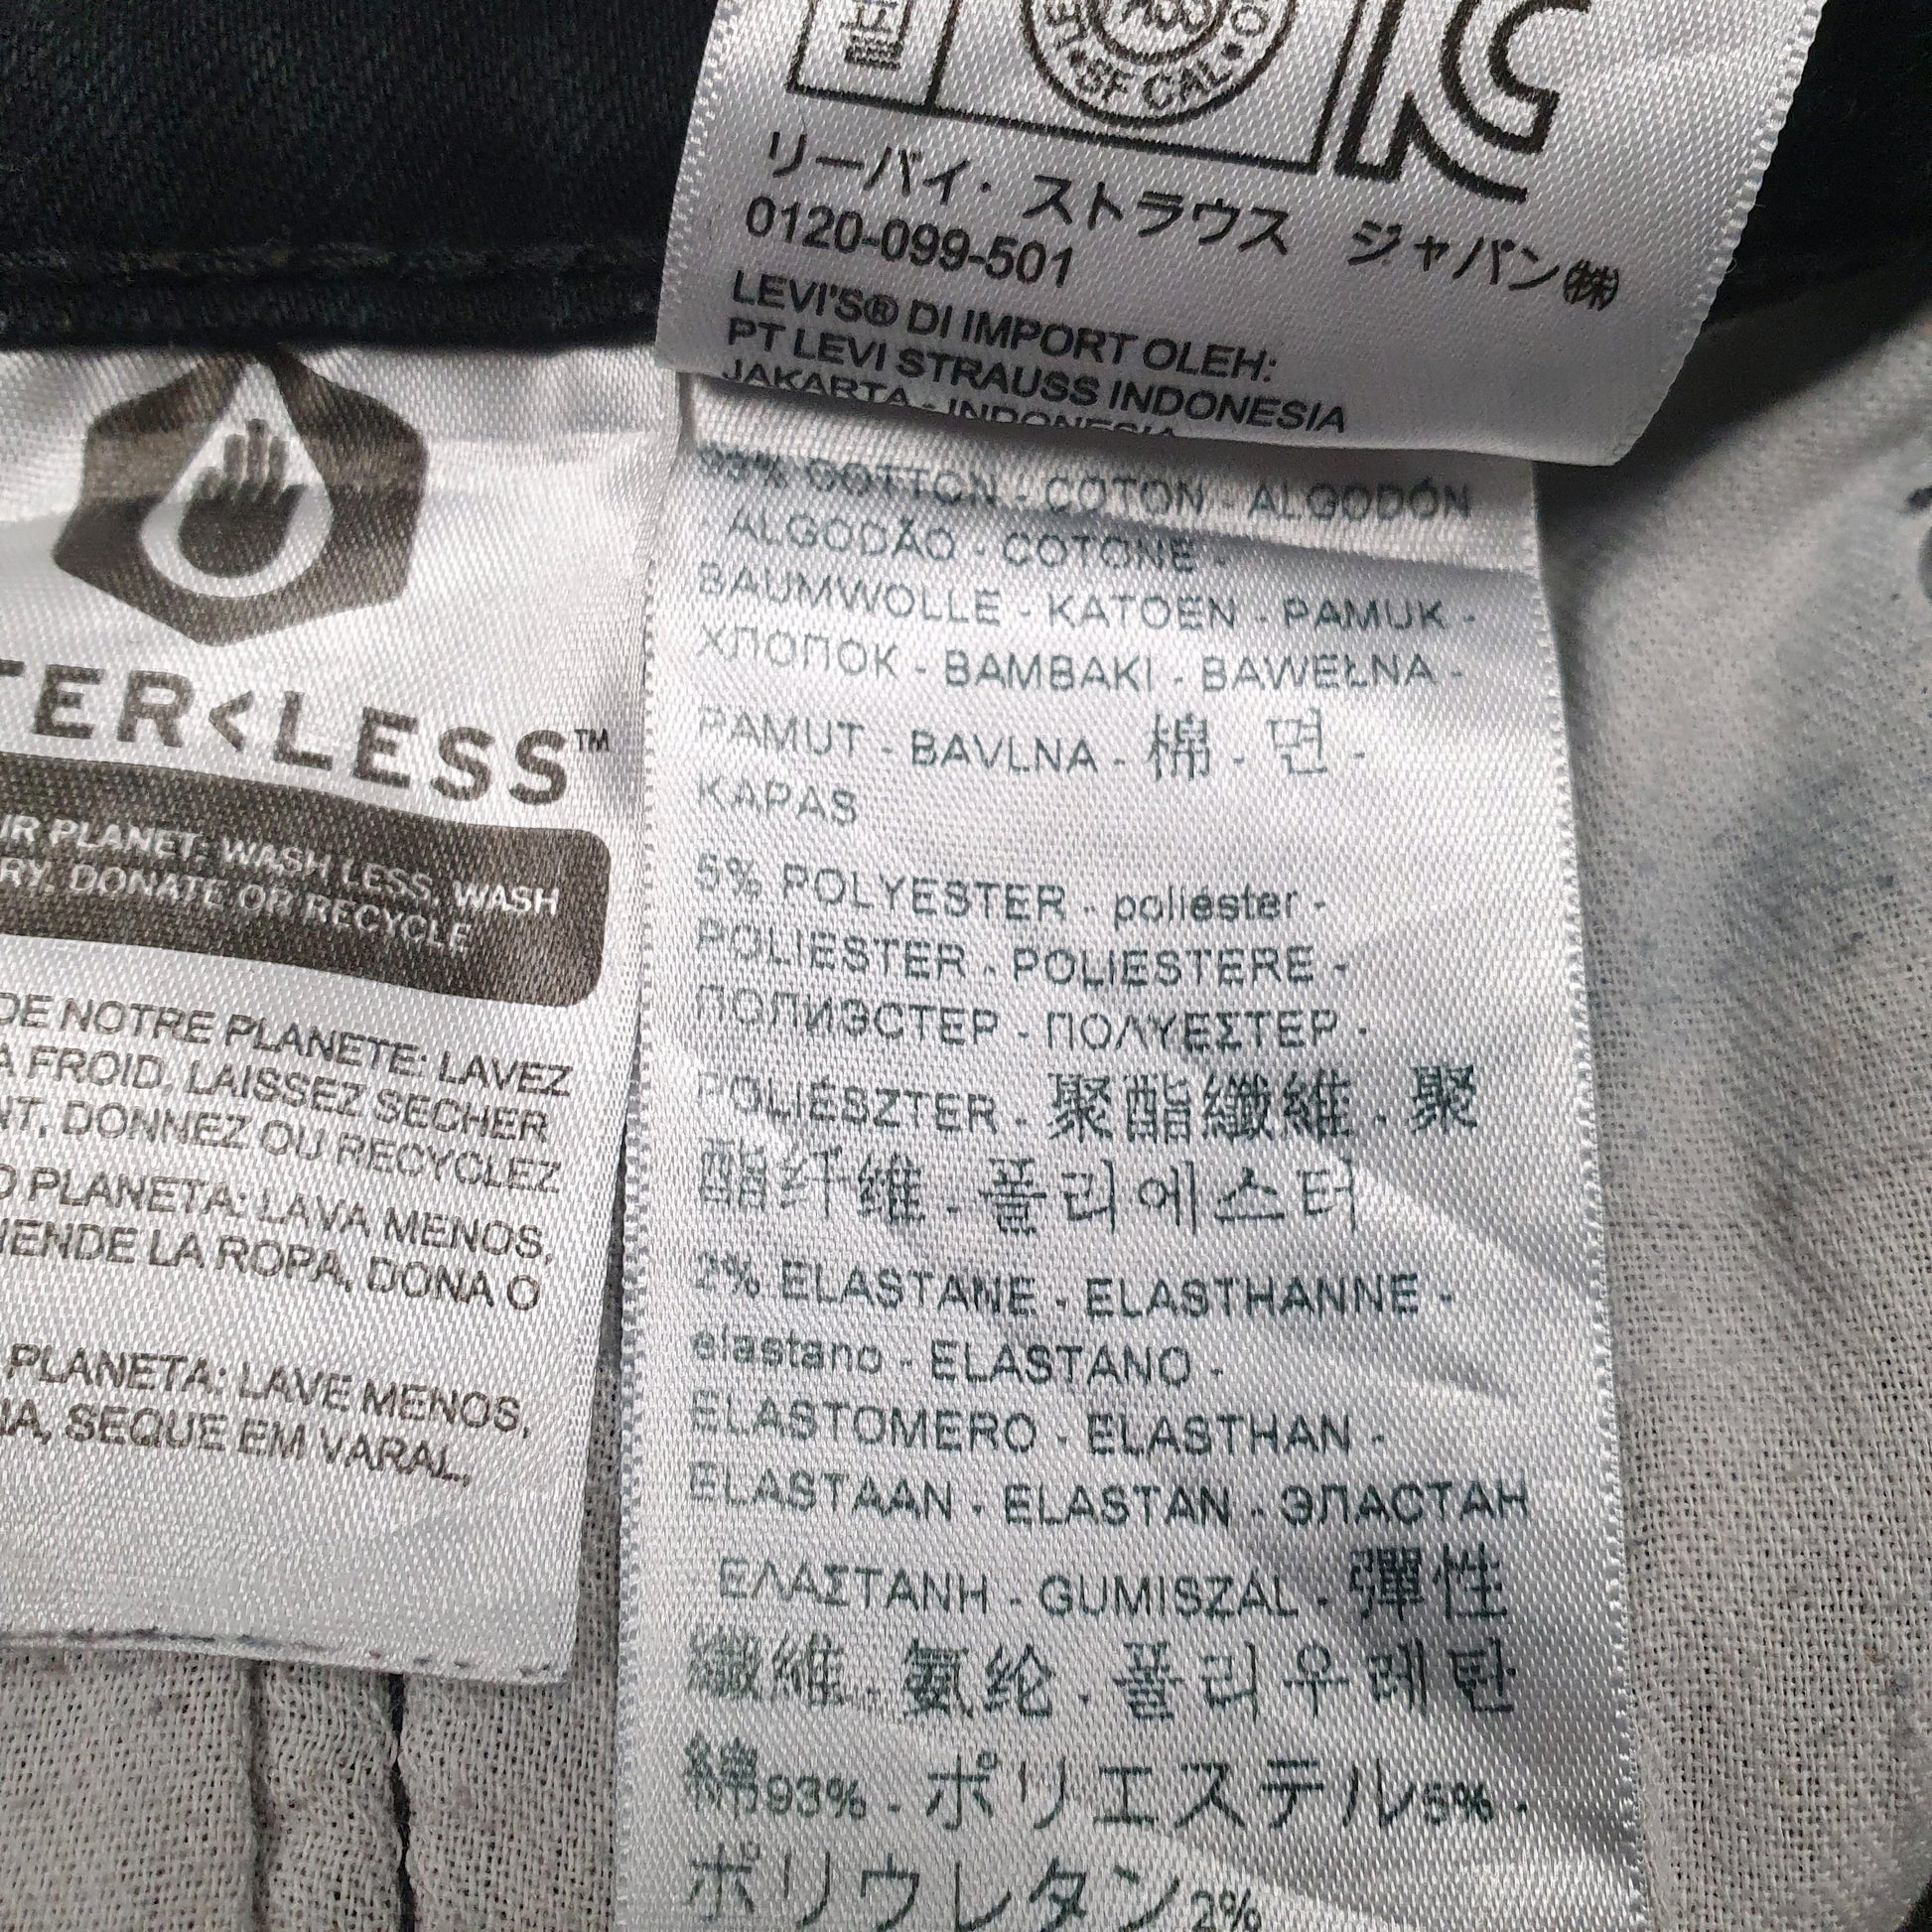 SF CAL
リーバイ・ストラウス ジャパン㈱
0120-099-501
LEVI'S® DI IMPORT OLEH:
PT LEVI STRAUSS INDONESIA
JAKARTA - INDONESIA
TER<LESS™
PLANET: WASH LESS, WASH
DONATE OR RECYCLE
DE NOTRE PLANETE: LAVEZ
A FROID, LAISSEZ SECHER
DONNEZ OU RECYCLEZ
PLANETA: LAVA MENOS,
LA ROPA, DONA O
PLANETA: LAVE MENOS,
SEQUE EM VARAL,
93% COTTON - COTON - ALGODÓN
- ALGODÃO - COTONE -
BAUMWOLLE - KATOEN - PAMUK -
ХЛОПОК - BAMBAKI - BAWEŁNA -
PAMUT - BAVLNA - 棉 - 면 -
KAPAS
5% POLYESTER - poliéster -
POLIESTER - POLIESTERE -
ПОЛИЭСТЕР - ΠΟΛΥΕΣΤΕΡ -
POLIÉSZTER - 聚酯纖維 - 聚
酯纤维 - 폴리에스터
2% ELASTANE - ELASTHANNE -
elastano - ELASTANO -
ELASTOMERO - ELASTHAN -
ELASTAAN - ELASTAN - ЭЛАСТАН
ΕΛΑΣΤΑΝΗ - GUMISZAL - 彈性
纖維 - 氨纶 - 폴리우레탄
綿93% - ポリエステル5% -
ポリウレタン2%